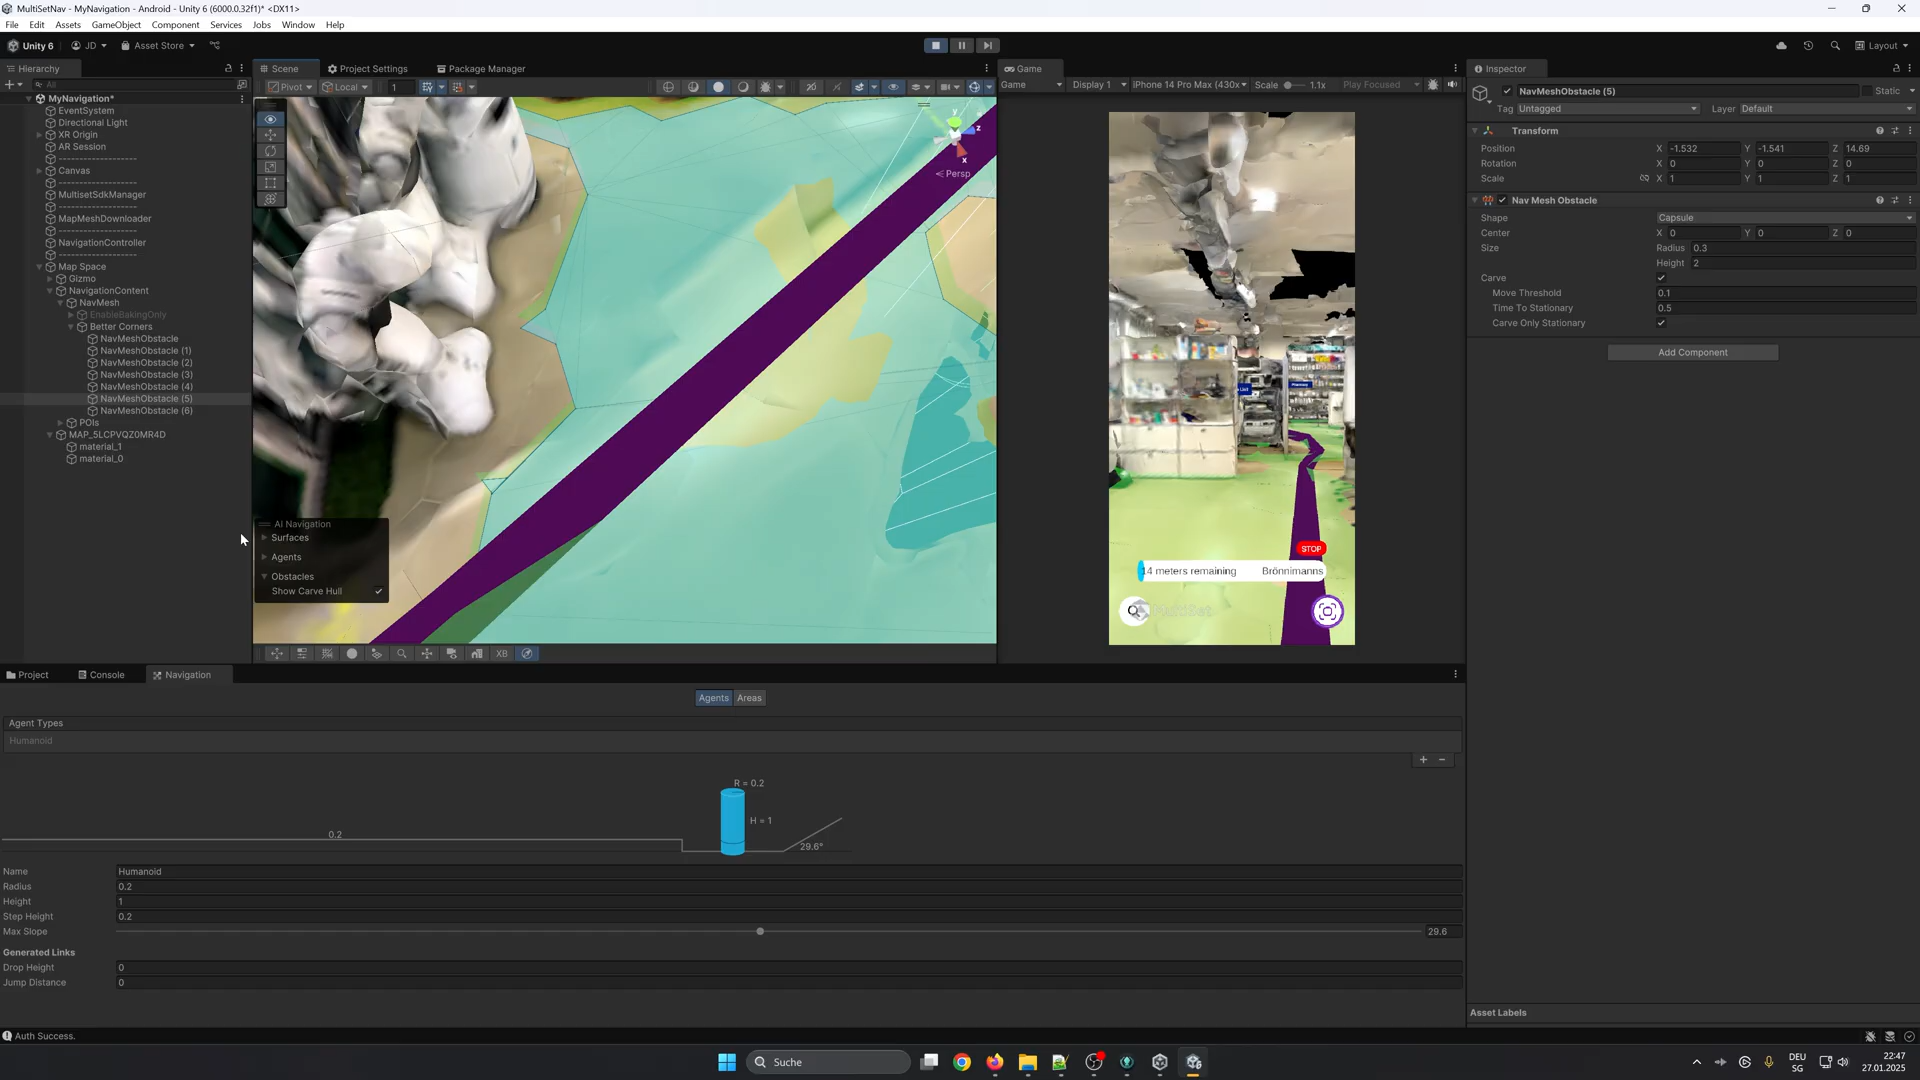 MultiSetNav - MyNavigation - Android - Unity 6 (6000.0.32f1)* <DX11>
File Edit Assets GameObject Component Services Jobs Window Help
Unity 6 JD Asset Store Layout
Hierarchy Scene Project Settings Package Manager Game Inspector
All Pivot Local 1 Game Display 1 iPhone 14 Pro Max (430x Scale 1.1x Play Focused
MyNavigation*
EventSystem
Directional Light
XR Origin
AR Session
--------------------
Canvas
--------------------
MultisetSdkManager
--------------------
MapMeshDownloader
--------------------
NavigationController
--------------------
Map Space
Gizmo
NavigationContent
NavMesh
EnableBakingOnly
Better Corners
NavMeshObstacle
NavMeshObstacle (1)
NavMeshObstacle (2)
NavMeshObstacle (3)
NavMeshObstacle (4)
NavMeshObstacle (5)
NavMeshObstacle (6)
POIs
MAP_5LCPVQZ0MR4D
material_1
material_0
y
z
x
Persp
AI Navigation
Surfaces
Agents
Obstacles
Show Carve Hull
XB
Pharmacy
STOP
14 meters remaining Brönnimanns
MultiSet
NavMeshObstacle (5) Static
Tag Untagged Layer Default
Transform
Position X -1.532 Y -1.541 Z 14.69
Rotation X 0 Y 0 Z 0
Scale X 1 Y 1 Z 1
Nav Mesh Obstacle
Shape Capsule
Center X 0 Y 0 Z 0
Size Radius 0.3
Height 2
Carve
Move Threshold 0.1
Time To Stationary 0.5
Carve Only Stationary
Add Component
Asset Labels
Project Console Navigation
Agents Areas
Agent Types
Humanoid
R = 0.2
H = 1
0.2
29.6°
Name Humanoid
Radius 0.2
Height 1
Step Height 0.2
Max Slope 29.6
Generated Links
Drop Height 0
Jump Distance 0
Auth Success.
Suche
DEU
SG
22:47
27.01.2025